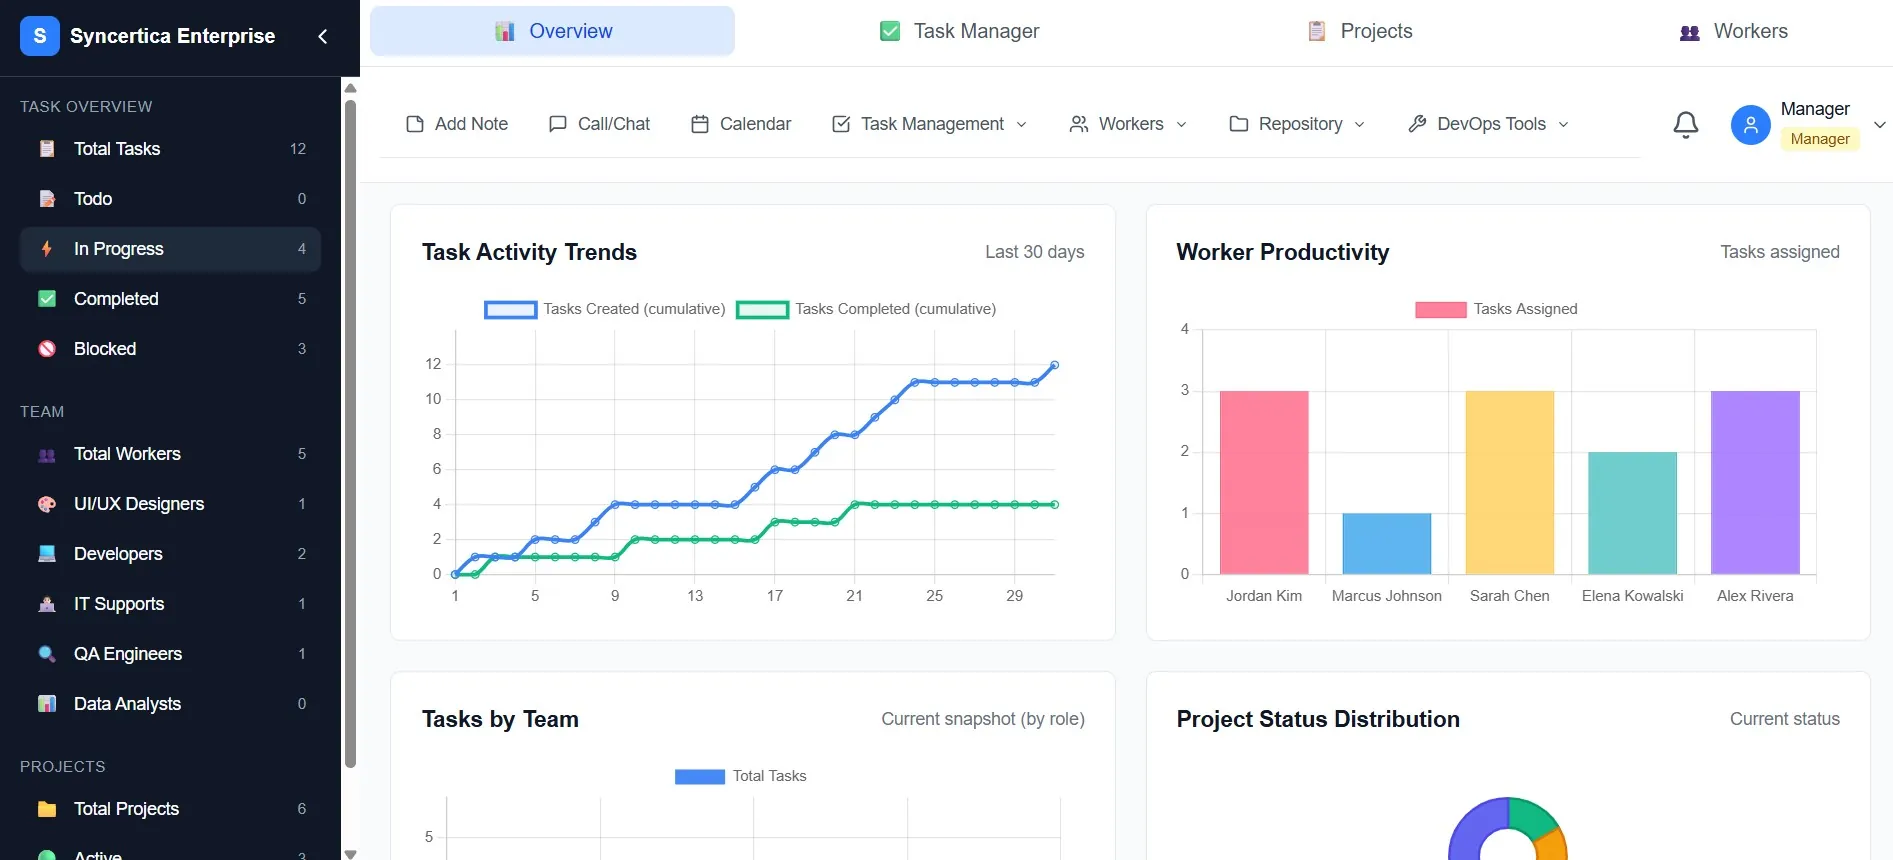 S Syncertica Enterprise
TASK OVERVIEW
Total Tasks 12
Todo 0
In Progress 4
Completed 5
Blocked 3
TEAM
Total Workers 5
UI/UX Designers 1
Developers 2
IT Supports 1
QA Engineers 1
Data Analysts 0
PROJECTS
Total Projects 6
Active 3
Overview Task Manager Projects Workers
Add Note Call/Chat Calendar Task Management Workers Repository DevOps Tools
Manager
Manager
Task Activity Trends Last 30 days
Tasks Created (cumulative) Tasks Completed (cumulative)
12
10
8
6
4
2
0
1 5 9 13 17 21 25 29
Worker Productivity Tasks assigned
Tasks Assigned
4
3
2
1
0
Jordan Kim Marcus Johnson Sarah Chen Elena Kowalski Alex Rivera
Tasks by Team Current snapshot (by role)
Total Tasks
5
Project Status Distribution Current status